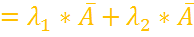 = λ₁ * Ā + λ₂ * Ā